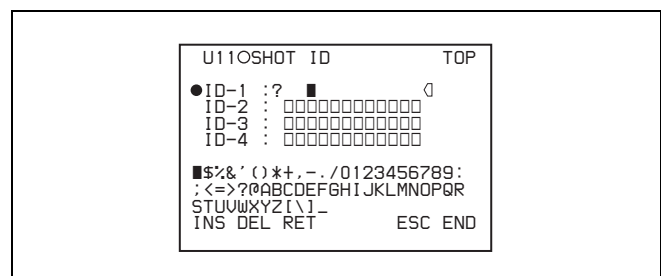 U11○SHOT ID TOP
●ID-1 :? ■
ID-2 : □□□□□□□□□□□□
ID-3 : □□□□□□□□□□□□
ID-4 : □□□□□□□□□□□□
■$%&'()*+,-./0123456789:
;<=>?@ABCDEFGHIJKLMNOPQR
STUVWXYZ[\]_
INS DEL RET ESC END